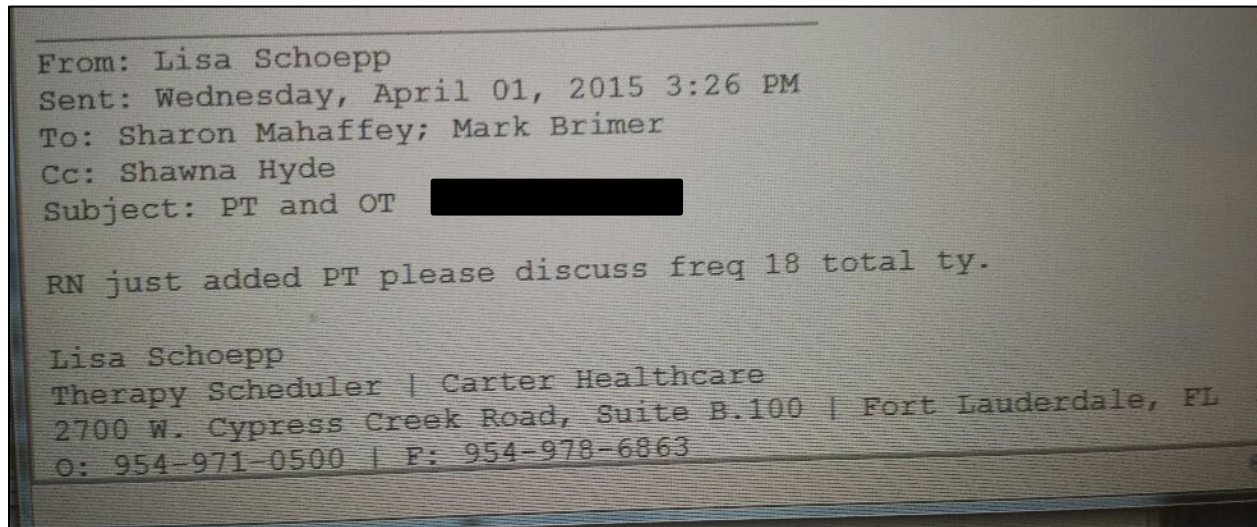 From: Lisa Schoepp
Sent: Wednesday, April 01, 2015 3:26 PM
To: Sharon Mahaffey; Mark Brimer
Cc: Shawna Hyde
Subject: PT and OT
RN just added PT please discuss freq 18 total ty.
Lisa Schoepp
Therapy Scheduler | Carter Healthcare
2700 W. Cypress Creek Road, Suite B.100 | Fort Lauderdale, FL
O: 954-971-0500 | F: 954-978-6863